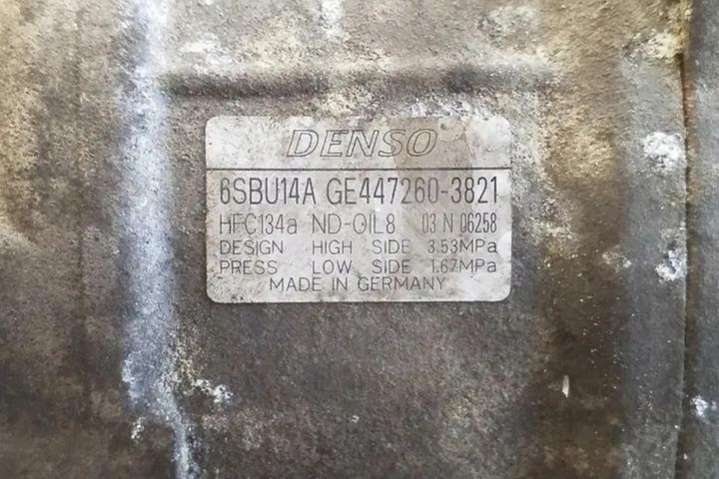 DENSO
6SBU14A GE447260-3821
HFC134a ND-OIL8 03 N 06258
DESIGN HIGH SIDE 3.53MPa
PRESS LOW SIDE 1.67MPa
MADE IN GERMANY